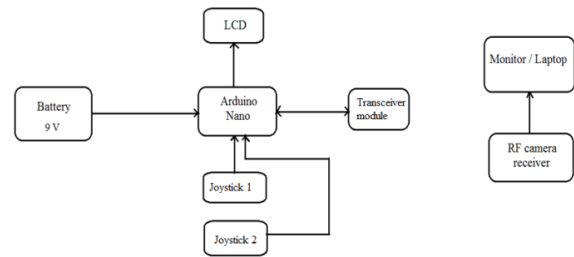 LCD
Monitor / Laptop
Battery
9 V
Arduino
Nano
Transceiver
module
RF camera
receiver
Joystick 1
Joystick 2